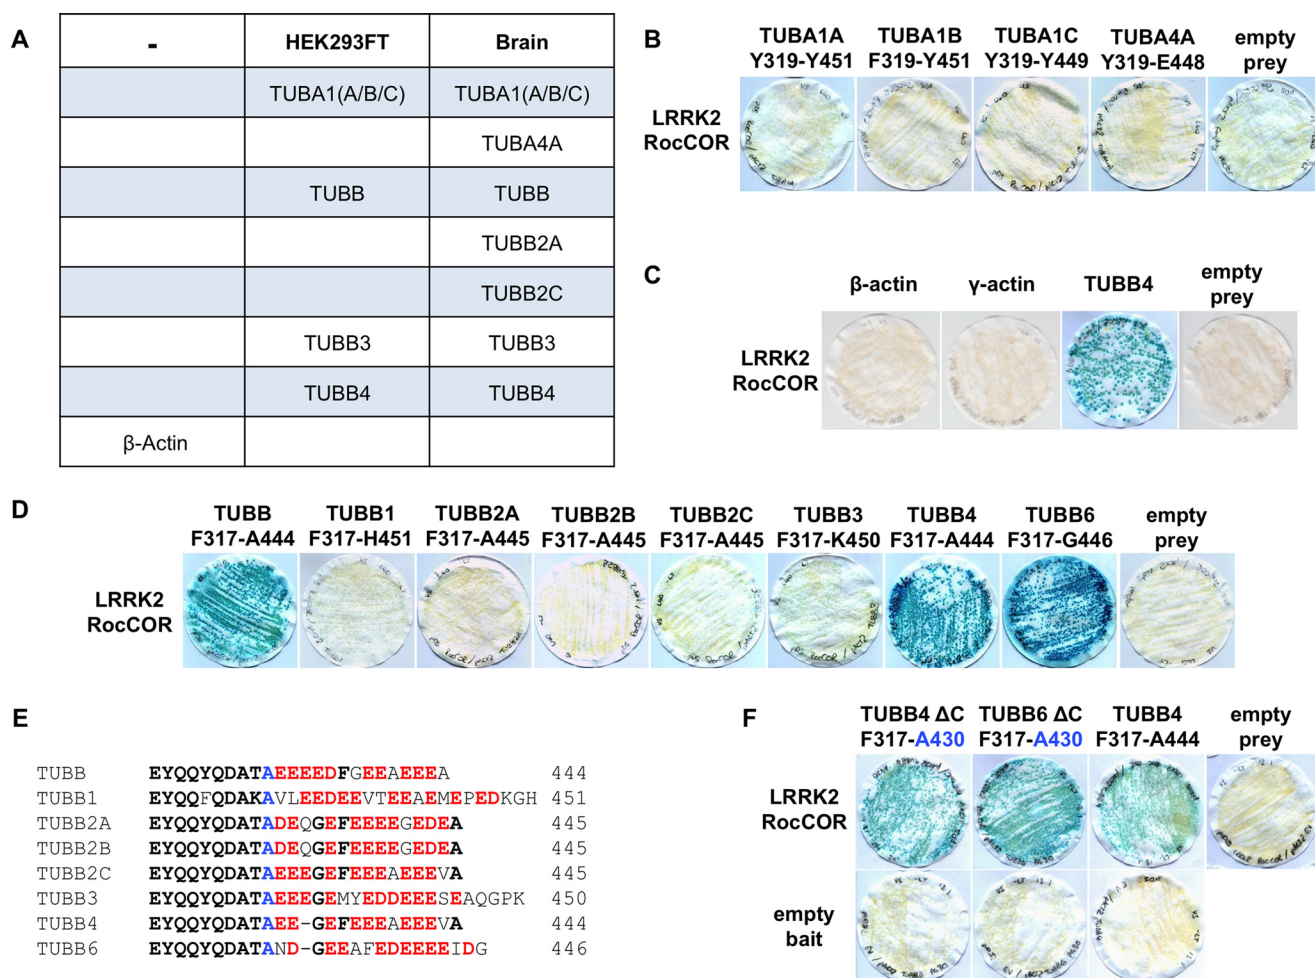 A
-
HEK293FT
Brain
TUBA1(A/B/C)
TUBA1(A/B/C)
TUBA4A
TUBB
TUBB
TUBB2A
TUBB2C
TUBB3
TUBB3
TUBB4
TUBB4
β-Actin
B
TUBA1A
Y319-Y451
TUBA1B
F319-Y451
TUBA1C
Y319-Y449
TUBA4A
Y319-E448
empty
prey
LRRK2
RocCOR
C
β-actin
γ-actin
TUBB4
empty
prey
LRRK2
RocCOR
D
TUBB
F317-A444
TUBB1
F317-H451
TUBB2A
F317-A445
TUBB2B
F317-A445
TUBB2C
F317-A445
TUBB3
F317-K450
TUBB4
F317-A444
TUBB6
F317-G446
empty
prey
LRRK2
RocCOR
E
TUBB EYQQYQDATAEEEEDFGEEAEEEA 444
TUBB1 EYQQFQDAKAVLEEDEEVTEEAEMEPEDKGH 451
TUBB2A EYQQYQDATADEQGEFEEEEGEDEA 445
TUBB2B EYQQYQDATADEQGEFEEEEGEDEA 445
TUBB2C EYQQYQDATAEEEGEFEEEAEEEVA 445
TUBB3 EYQQYQDATAEEEGEMYEDDEEESEAQGPK 450
TUBB4 EYQQYQDATAEE-GEFEEEAEEEVA 444
TUBB6 EYQQYQDATAND-GEEAFEDEEEEIDG 446
F
TUBB4 ΔC
F317-A430
TUBB6 ΔC
F317-A430
TUBB4
F317-A444
empty
prey
LRRK2
RocCOR
empty
bait